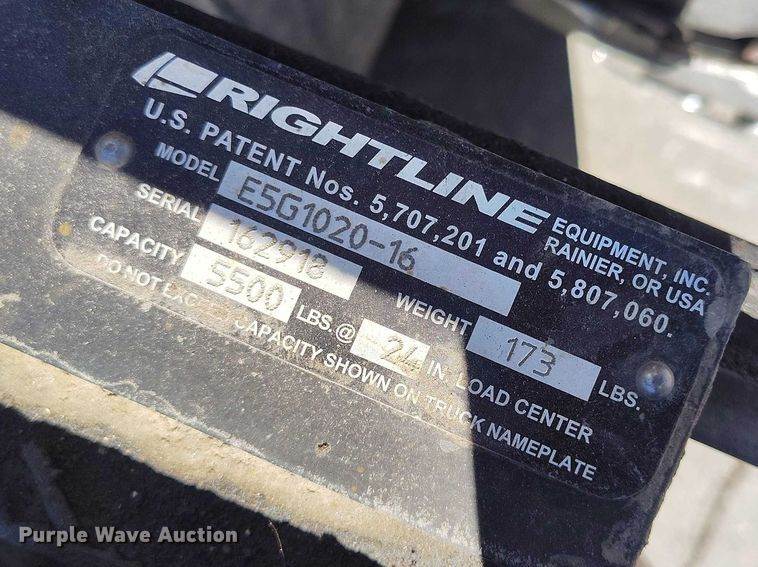 RIGHTLINE EQUIPMENT, INC.
RAINIER, OR USA
U.S. PATENT Nos. 5,707,201 and 5,807,060.
MODEL E5G1020-16
SERIAL 162918 WEIGHT 173 LBS.
CAPACITY 5500 LBS.@ 24 IN. LOAD CENTER
DO NOT CAPACITY SHOWN ON TRUCK NAMEPLATE
Purple Wave Auction